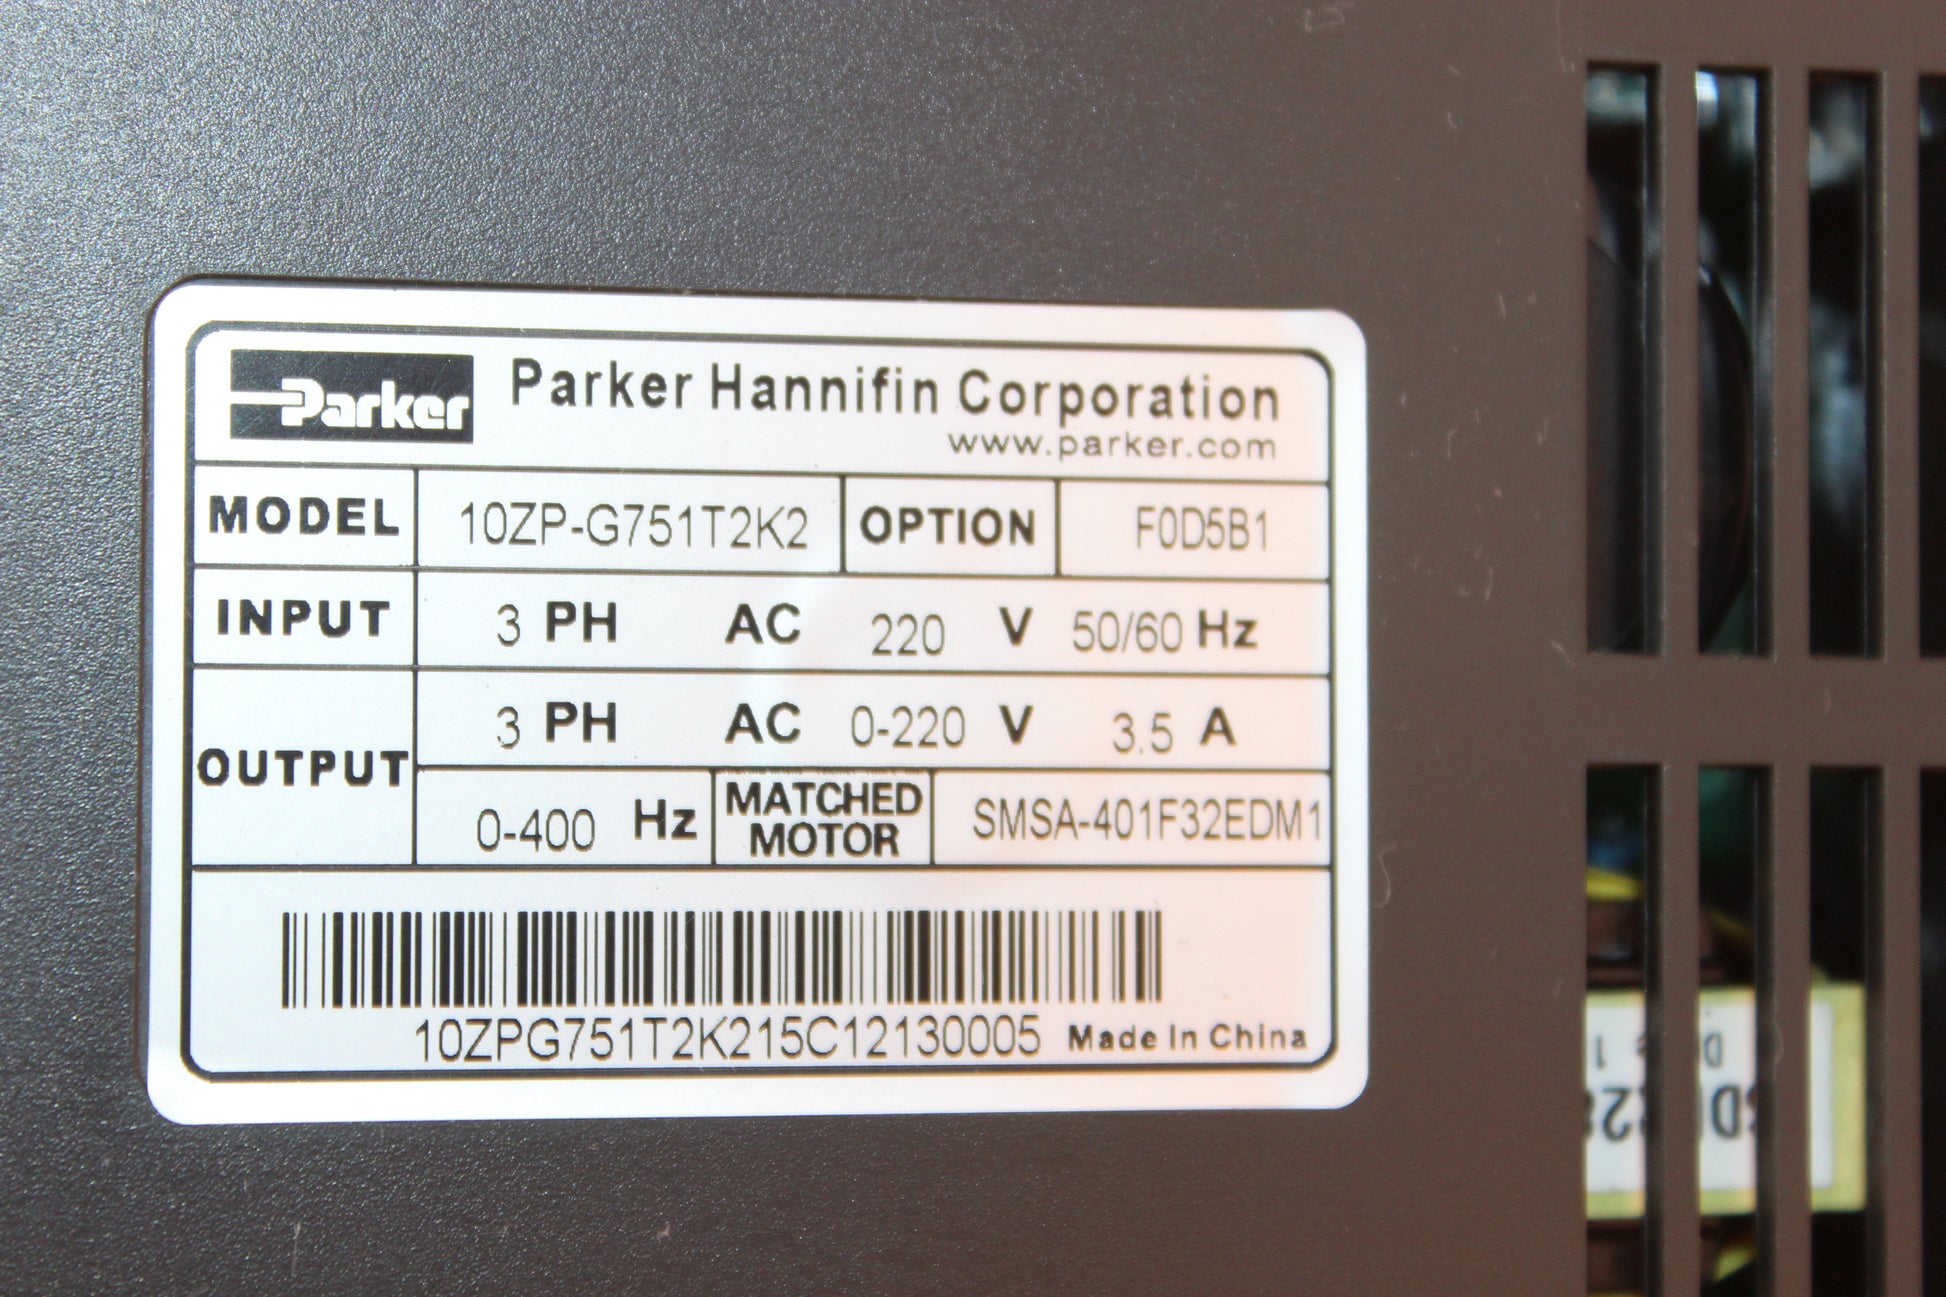 Parker
Parker Hannifin Corporation
www.parker.com
MODEL 10ZP-G751T2K2 OPTION F0D5B1
INPUT 3 PH AC 220 V 50/60 Hz
OUTPUT 3 PH AC 0-220 V 3.5 A
0-400 Hz MATCHED MOTOR SMSA-401F32EDM1
10ZPG751T2K215C12130005 Made In China